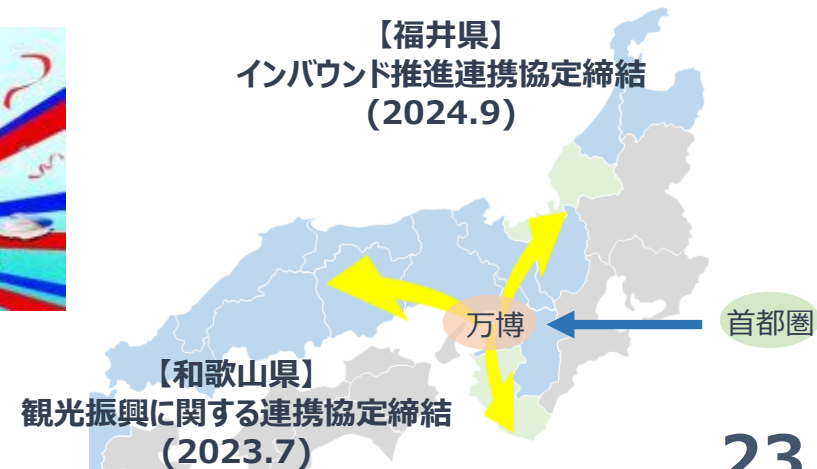 【福井県】
インバウンド推進連携協定締結
(2024.9)
万博
首都圏
【和歌山県】
観光振興に関する連携協定締結
(2023.7)
23